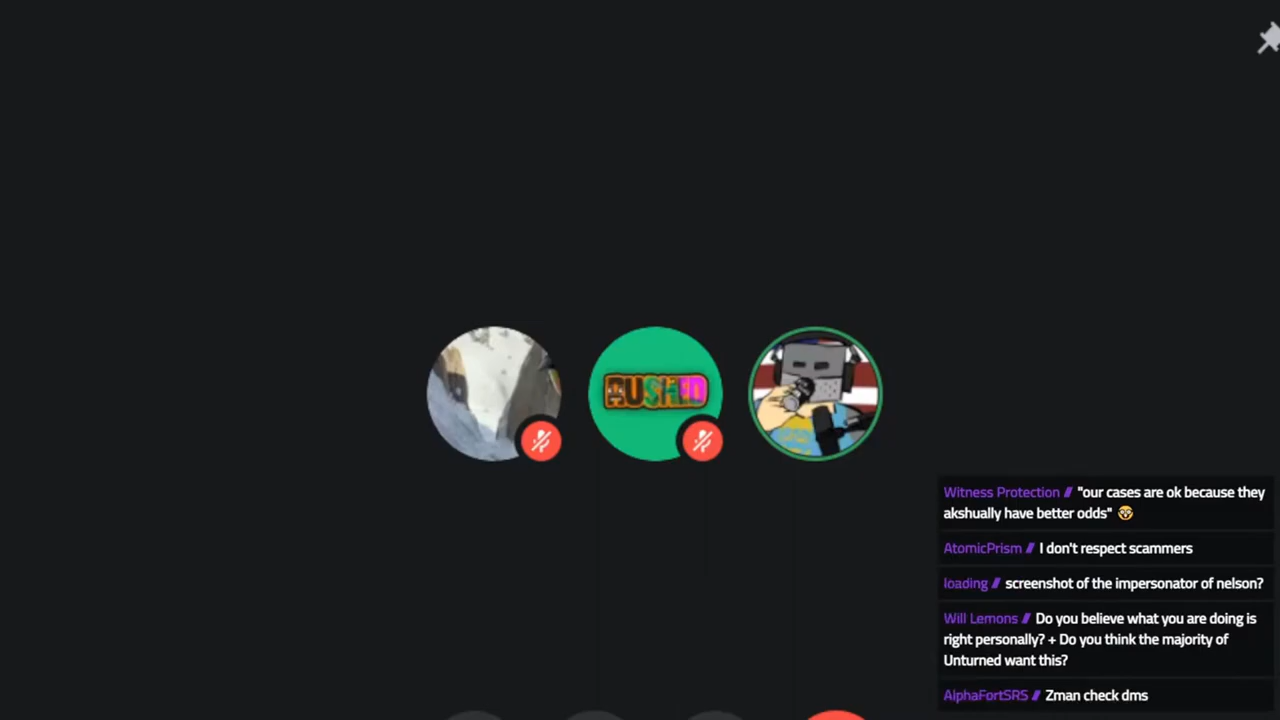 RUSHED
Witness Protection // "our cases are ok because they
akshually have better odds" 🤓
AtomicPrism // I don't respect scammers
loading // screenshot of the impersonator of nelson?
Will Lemons // Do you believe what you are doing is
right personally? + Do you think the majority of
Unturned want this?
AlphaFortSRS // Zman check dms